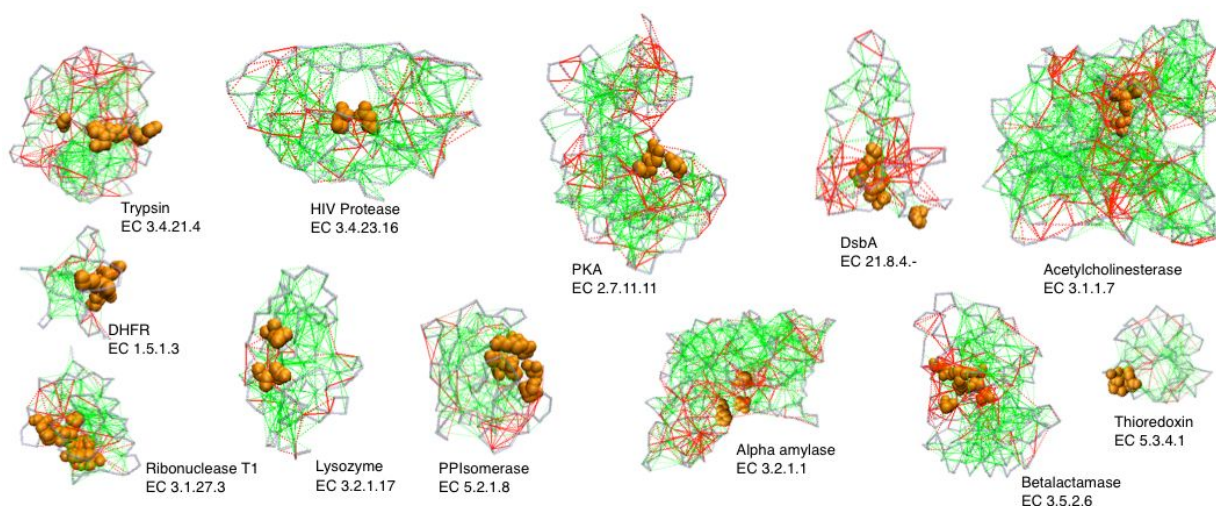 Trypsin
EC 3.4.21.4
HIV Protease
EC 3.4.23.16
PKA
EC 2.7.11.11
DsbA
EC 21.8.4.-
Acetylcholinesterase
EC 3.1.1.7
DHFR
EC 1.5.1.3
Ribonuclease T1
EC 3.1.27.3
Lysozyme
EC 3.2.1.17
PPIsomerase
EC 5.2.1.8
Alpha amylase
EC 3.2.1.1
Betalactamase
EC 3.5.2.6
Thioredoxin
EC 5.3.4.1